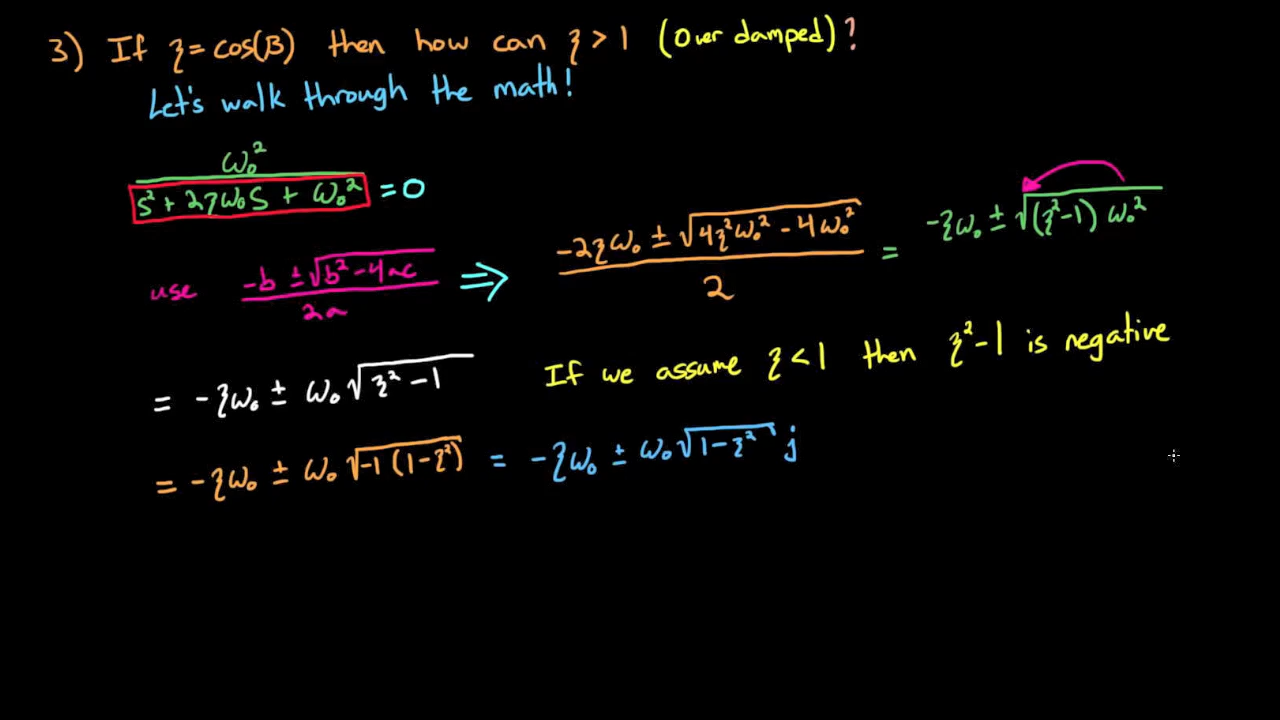 3) If ζ = cos(β) then how can ζ > 1 (Over damped)?
Let's walk through the math!
ω₀² / (s² + 2ζω₀s + ω₀²) = 0
use (-b ± √(b² - 4ac)) / 2a ⇒ (-2ζω₀ ± √(4ζ²ω₀² - 4ω₀²)) / 2 = -ζω₀ ± √((ζ²-1) ω₀²)
= -ζω₀ ± ω₀√(ζ² - 1) If we assume ζ < 1 then ζ² - 1 is negative
= -ζω₀ ± ω₀√(-1(1-ζ²)) = -ζω₀ ± ω₀√(1-ζ²) j